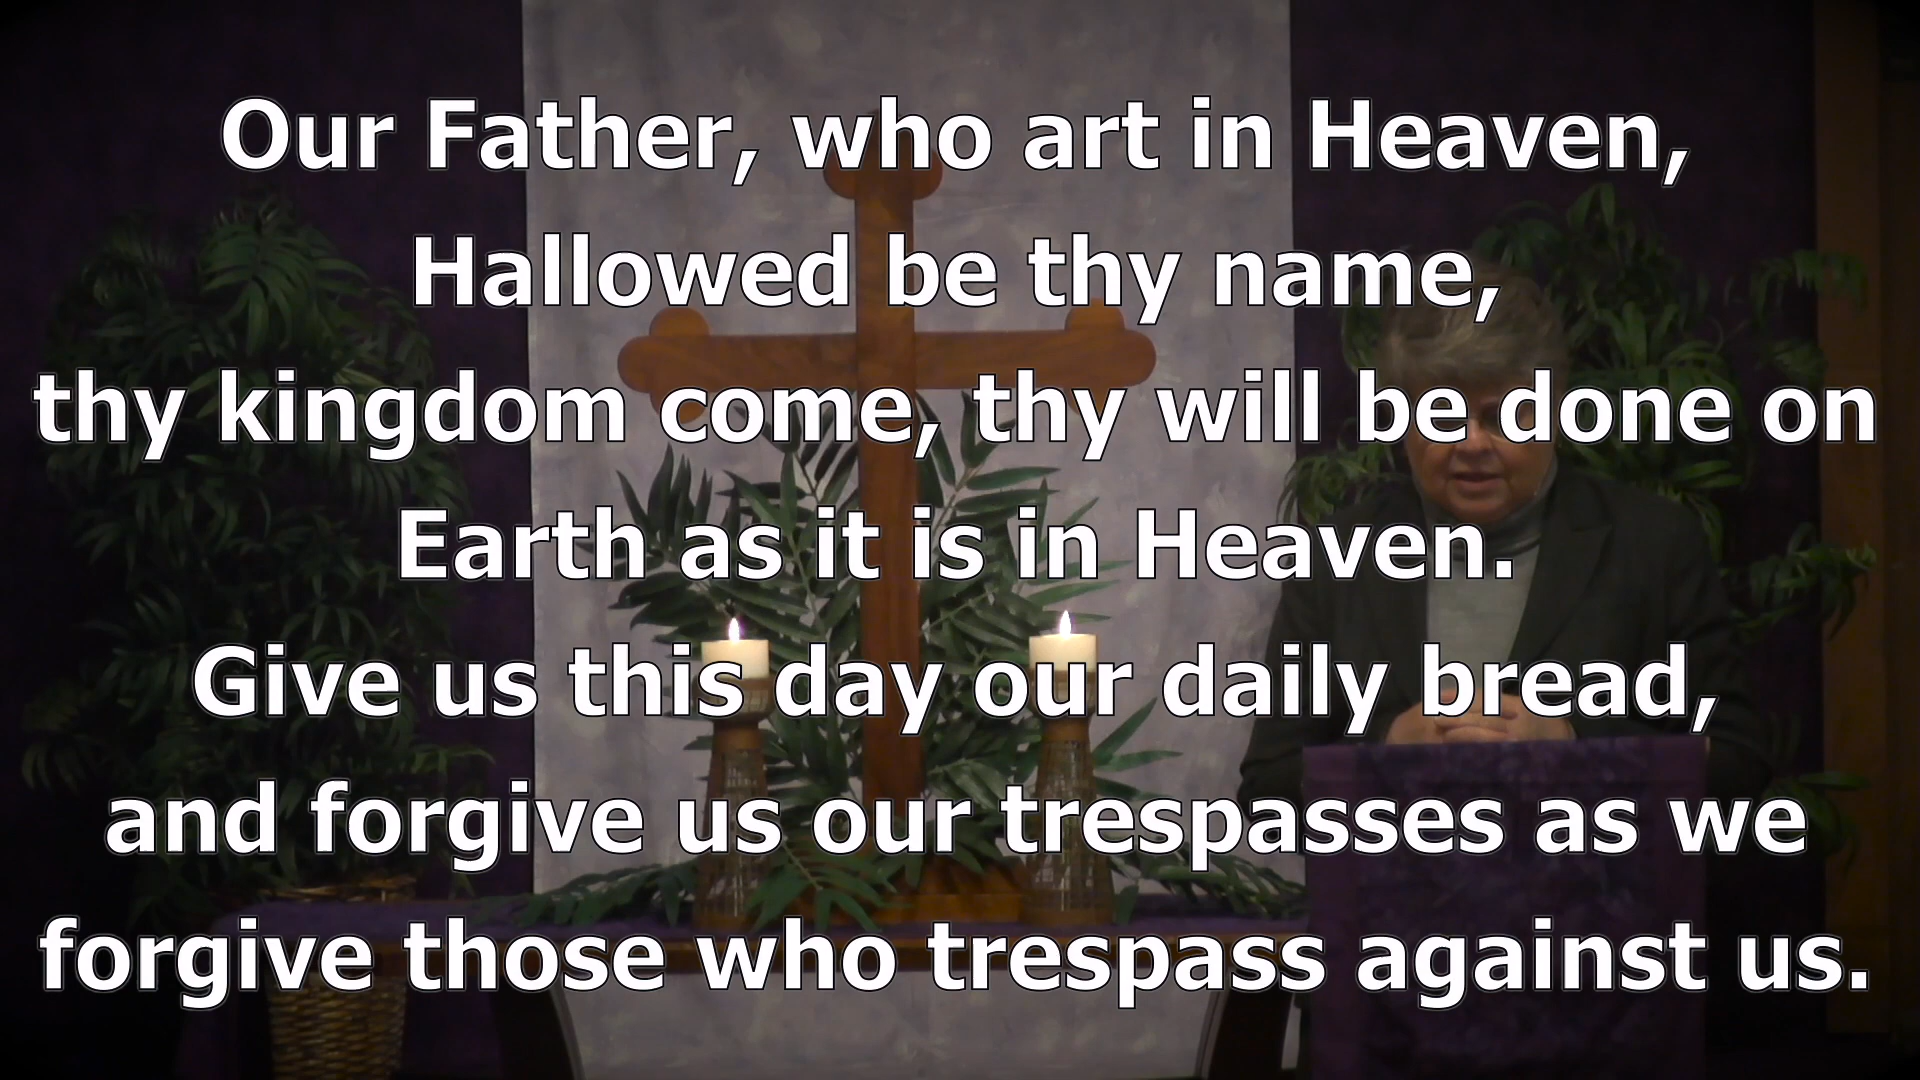 Our Father, who art in Heaven,
Hallowed be thy name,
thy kingdom come, thy will be done on
Earth as it is in Heaven.
Give us this day our daily bread,
and forgive us our trespasses as we
forgive those who trespass against us.